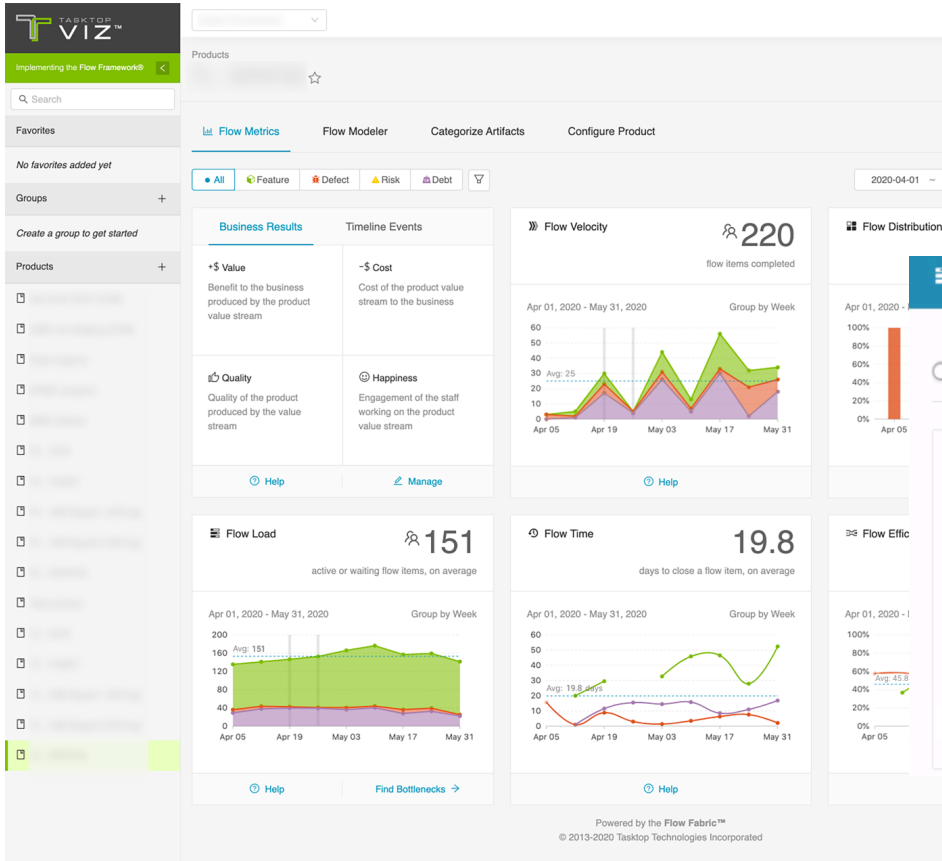 TASKTOP
VIZ™
Implementing the Flow Framework®
Search
Favorites
No favorites added yet
Groups
Create a group to get started
Products
Products
Flow Metrics
Flow Modeler
Categorize Artifacts
Configure Product
All
Feature
Defect
Risk
Debt
2020-04-01 ~
Business Results
Timeline Events
+$ Value
Benefit to the business
produced by the product
value stream
-$ Cost
Cost of the product value
stream to the business
Quality
Quality of the product
produced by the value
stream
Happiness
Engagement of the staff
working on the product
value stream
Help
Manage
Flow Velocity
220
flow items completed
Apr 01, 2020 - May 31, 2020
Group by Week
60
50
40
30
20
10
0
Avg: 25
Apr 05
Apr 19
May 03
May 17
May 31
Help
Flow Distribution
Apr 01, 2020 -
100%
80%
60%
40%
20%
0%
Apr 05
Flow Load
151
active or waiting flow items, on average
Apr 01, 2020 - May 31, 2020
Group by Week
200
160
120
80
40
0
Avg: 151
Apr 05
Apr 19
May 03
May 17
May 31
Help
Find Bottlenecks
Flow Time
19.8
days to close a flow item, on average
Apr 01, 2020 - May 31, 2020
Group by Week
60
50
40
30
20
10
0
Avg: 19.8 days
Apr 05
Apr 19
May 03
May 17
May 31
Help
Flow Effic
Apr 01, 2020 -
100%
80%
60%
40%
20%
0%
Avg: 45.8
Apr 05
Powered by the Flow Fabric™
© 2013-2020 Tasktop Technologies Incorporated